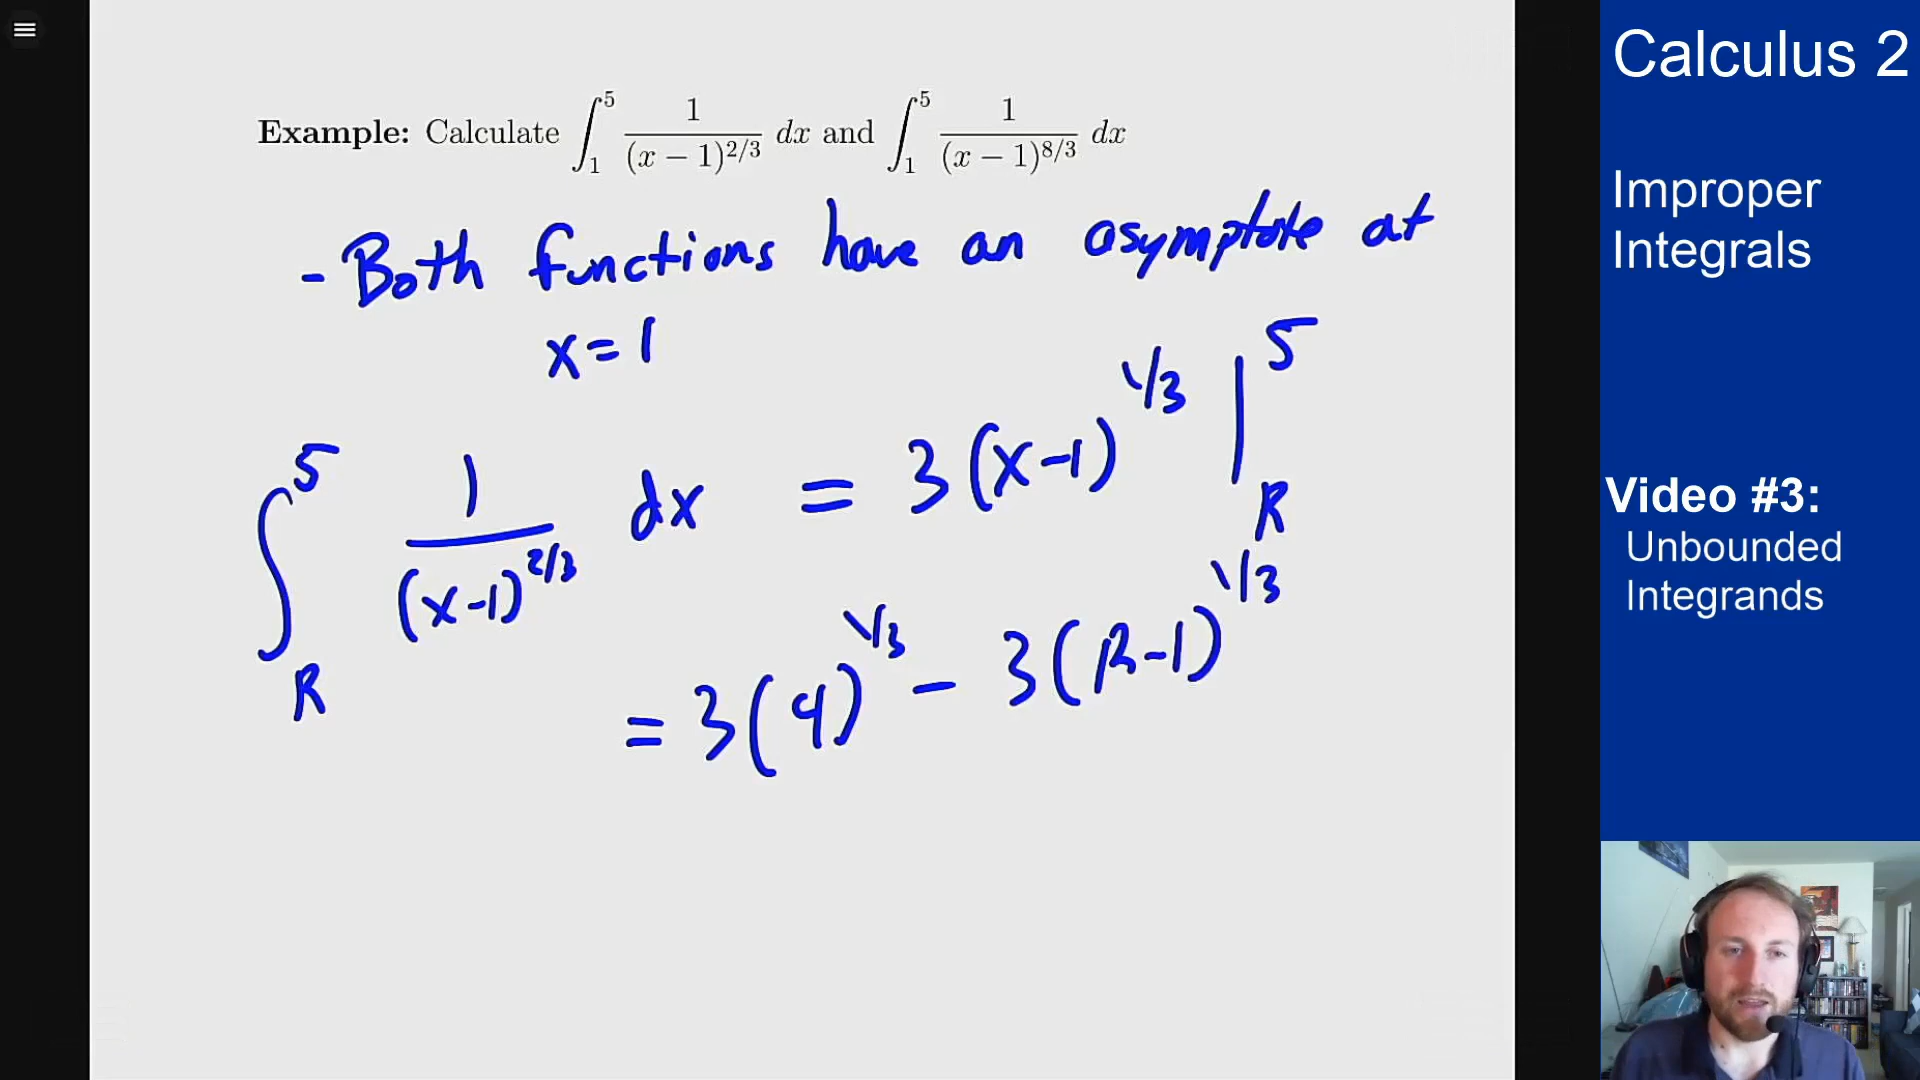 Example: Calculate ∫₁⁵ 1/(x − 1)^{2/3} dx and ∫₁⁵ 1/(x − 1)^{8/3} dx
- Both functions have an asymptote at
x = 1
∫_R^5 1/(x-1)^{2/3} dx = 3(x-1)^{1/3} |_R^5
= 3(4)^{1/3} - 3(R-1)^{1/3}
Calculus 2
Improper
Integrals
Video #3:
Unbounded
Integrands